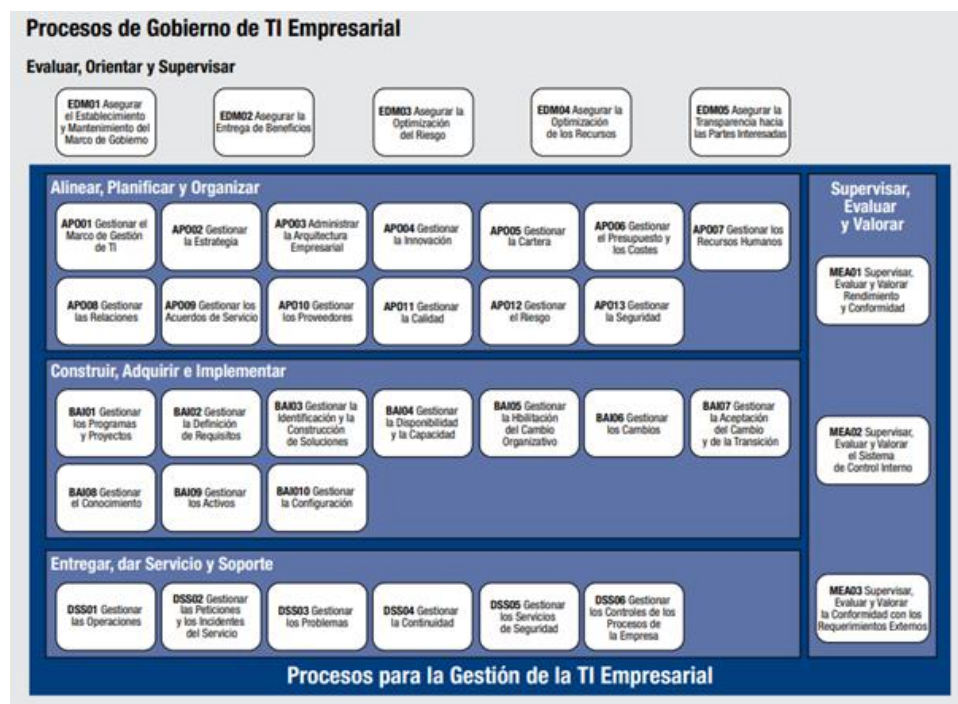 Procesos de Gobierno de TI Empresarial
Evaluar, Orientar y Supervisar
EDM01 Asegurar
el Establecimiento
y Mantenimiento del
Marco de Gobierno
EDM02 Asegurar la
Entrega de Beneficios
EDM03 Asegurar la
Optimización
del Riesgo
EDM04 Asegurar la
Optimización
de los Recursos
EDM05 Asegurar la
Transparencia hacia
las Partes Interesadas
Alinear, Planificar y Organizar
APO01 Gestionar el
Marco de Gestión
de TI
APO02 Gestionar
la Estrategia
APO03 Administrar
la Arquitectura
Empresarial
APO04 Gestionar
la Innovación
APO05 Gestionar
la Cartera
APO06 Gestionar
el Presupuesto y
los Costes
APO07 Gestionar los
Recursos Humanos
APO08 Gestionar
las Relaciones
APO09 Gestionar los
Acuerdos de Servicio
APO10 Gestionar
los Proveedores
APO11 Gestionar
la Calidad
APO12 Gestionar
el Riesgo
APO13 Gestionar
la Seguridad
Construir, Adquirir e Implementar
BAI01 Gestionar
los Programas
y Proyectos
BAI02 Gestionar
la Definición
de Requisitos
BAI03 Gestionar la
Identificación y la
Construcción
de Soluciones
BAI04 Gestionar
la Disponibilidad
y la Capacidad
BAI05 Gestionar
la Hbilitación
del Cambio
Organizativo
BAI06 Gestionar
los Cambios
BAI07 Gestionar
la Aceptación
del Cambio
y de la Transición
BAI08 Gestionar
el Conocimiento
BAI09 Gestionar
los Activos
BAI010 Gestionar
la Configuración
Entregar, dar Servicio y Soporte
DSS01 Gestionar
las Operaciones
DSS02 Gestionar
las Peticiones
y los Incidentes
del Servicio
DSS03 Gestionar
los Problemas
DSS04 Gestionar
la Continuidad
DSS05 Gestionar
los Servicios
de Seguridad
DSS06 Gestionar
los Controles de los
Procesos de
la Empresa
Supervisar,
Evaluar
y Valorar
MEA01 Supervisar,
Evaluar y Valorar
Rendimiento
y Conformidad
MEA02 Supervisar,
Evaluar y Valorar
el Sistema
de Control Interno
MEA03 Supervisar,
Evaluar y Valorar
la Conformidad con los
Requerimientos Externos
Procesos para la Gestión de la TI Empresarial